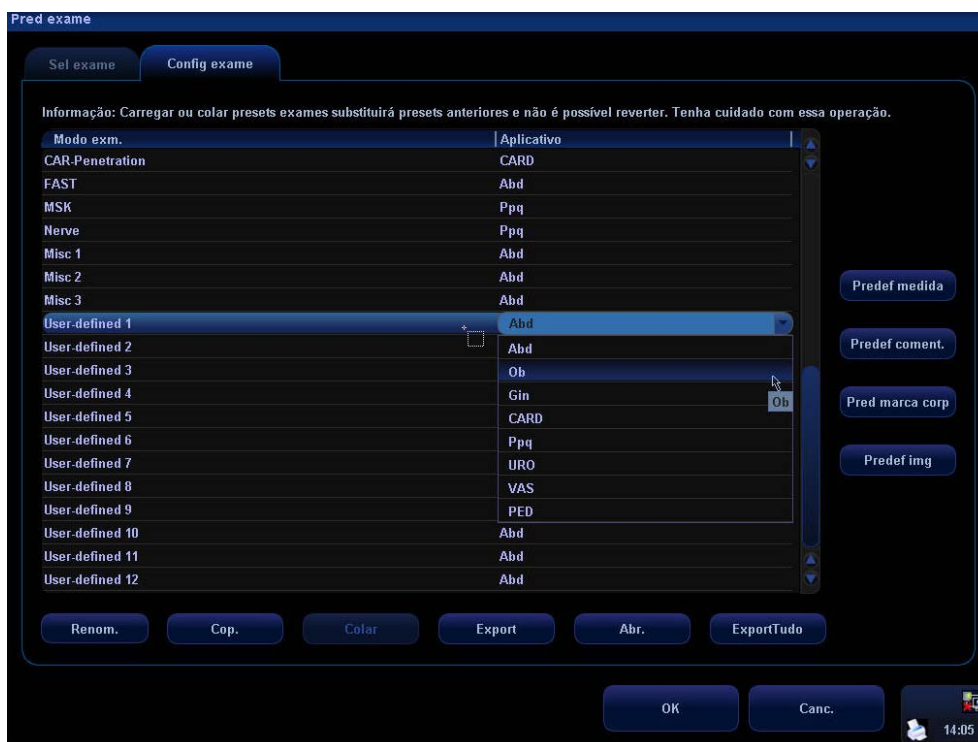 Pred exame
Sel exame Config exame
Informação: Carregar ou colar presets exames substituirá presets anteriores e não é possível reverter. Tenha cuidado com essa operação.
Modo exm. Aplicativo
CAR-Penetration CARD
FAST Abd
MSK Ppq
Nerve Ppq
Misc 1 Abd
Misc 2 Abd
Misc 3 Abd
User-defined 1 Abd
User-defined 2 Abd
User-defined 3 Ob
User-defined 4 Gin
Ob
User-defined 5 CARD
User-defined 6 Ppq
User-defined 7 URO
User-defined 8 VAS
User-defined 9 PED
User-defined 10 Abd
User-defined 11 Abd
User-defined 12 Abd
Predef medida
Predef coment.
Pred marca corp
Predef img
Renom. Cop. Colar Export Abr. ExportTudo
OK Canc.
14:05